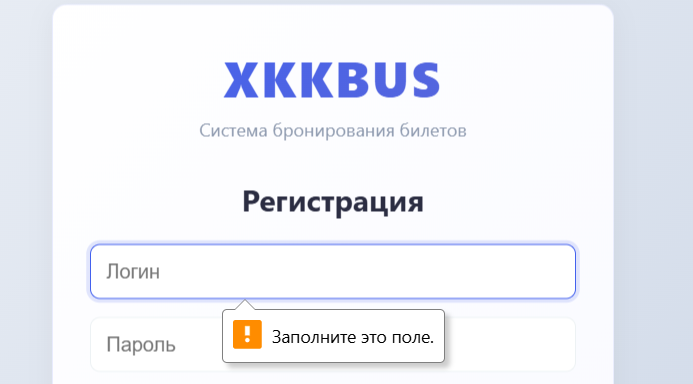 XKKBUS
Система бронирования билетов
Регистрация
Логин
Заполните это поле.
Пароль